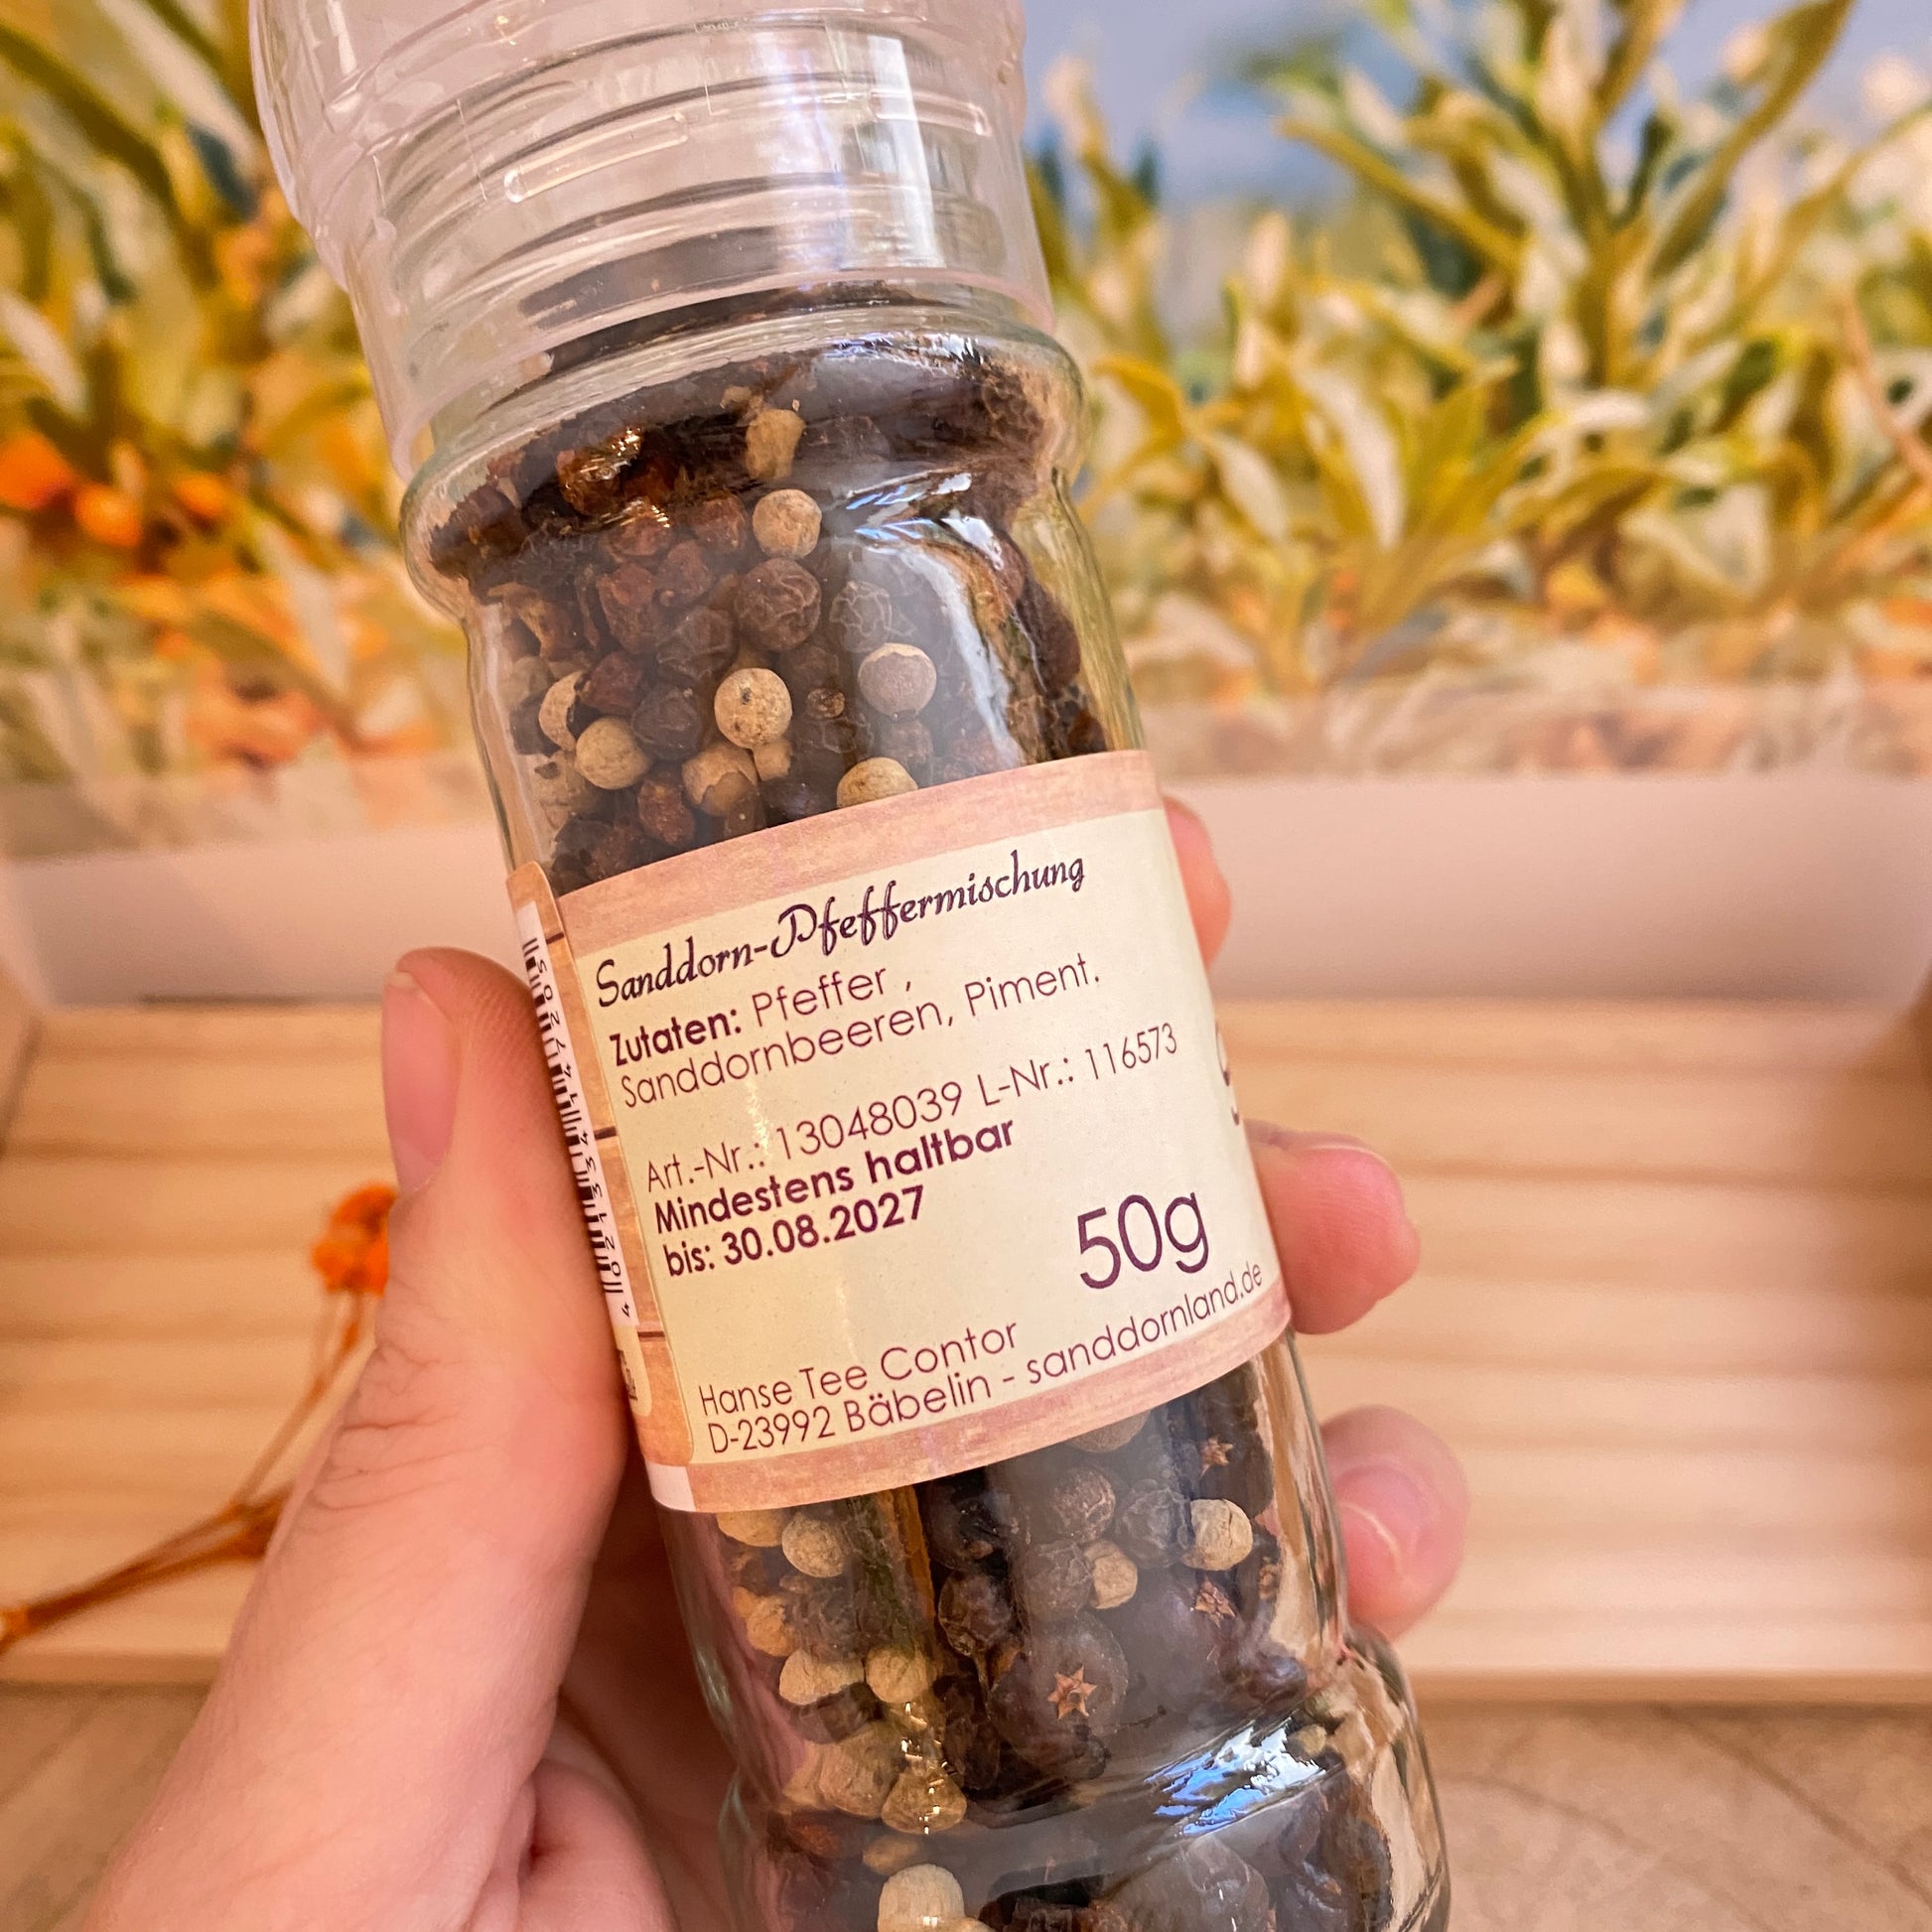 Sanddorn-Pfeffermischung
Zutaten: Pfeffer ,
Sanddornbeeren, Piment.
Art.-Nr.: 13048039 L-Nr.: 116573
Mindestens haltbar
bis: 30.08.2027
50g
Hanse Tee Contor
D-23992 Bäbelin - sanddornland.de